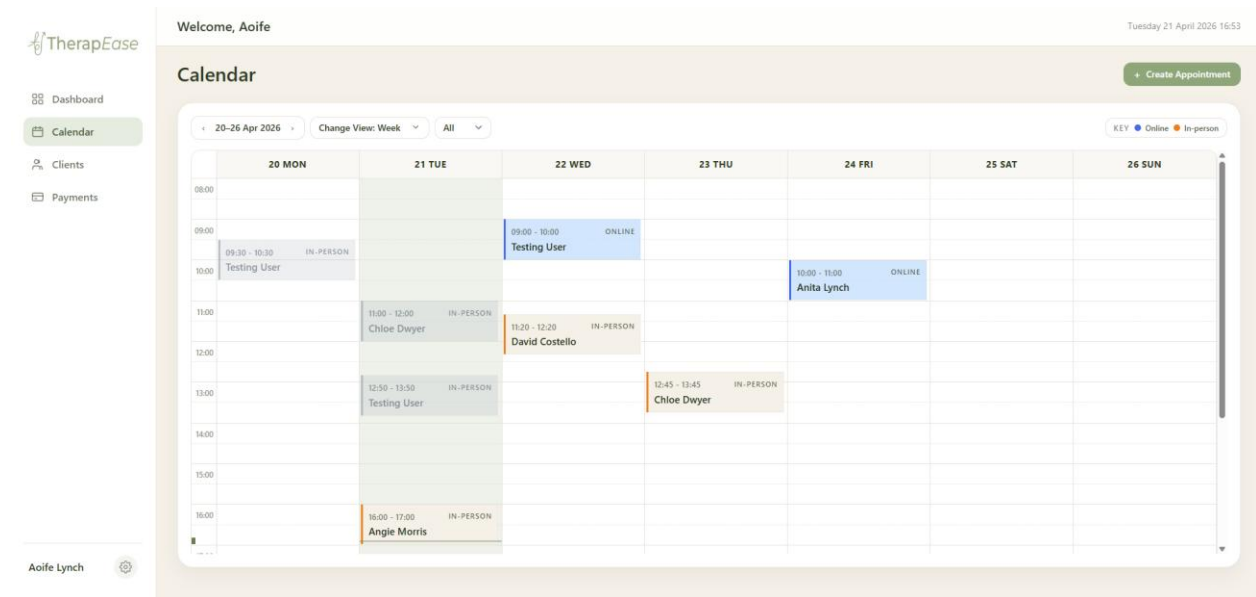 TherapEase
Welcome, Aoife
Tuesday 21 April 2026 16:53
Dashboard
Calendar
Clients
Payments
Aoife Lynch
Calendar
+ Create Appointment
‹ 20–26 Apr 2026 ›
Change View: Week
All
KEY Online In-person
20 MON 21 TUE 22 WED 23 THU 24 FRI 25 SAT 26 SUN
08:00
09:00
09:00 - 10:00 ONLINE
Testing User
09:30 - 10:30 IN-PERSON
Testing User
10:00
10:00 - 11:00 ONLINE
Anita Lynch
11:00
11:00 - 12:00 IN-PERSON
Chloe Dwyer
11:20 - 12:20 IN-PERSON
David Costello
12:00
12:45 - 13:45 IN-PERSON
Chloe Dwyer
12:50 - 13:50 IN-PERSON
Testing User
13:00
14:00
15:00
16:00
16:00 - 17:00 IN-PERSON
Angie Morris